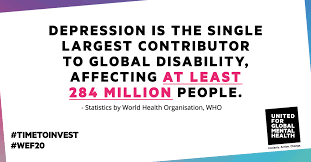 DEPRESSION IS THE SINGLE
LARGEST CONTRIBUTOR
TO GLOBAL DISABILITY,
AFFECTING AT LEAST
284 MILLION PEOPLE.
- Statistics by World Health Organisation, WHO
#TIMETOINVEST
#WEF20
UNITED
FOR
GLOBAL
MENTAL
HEALTH